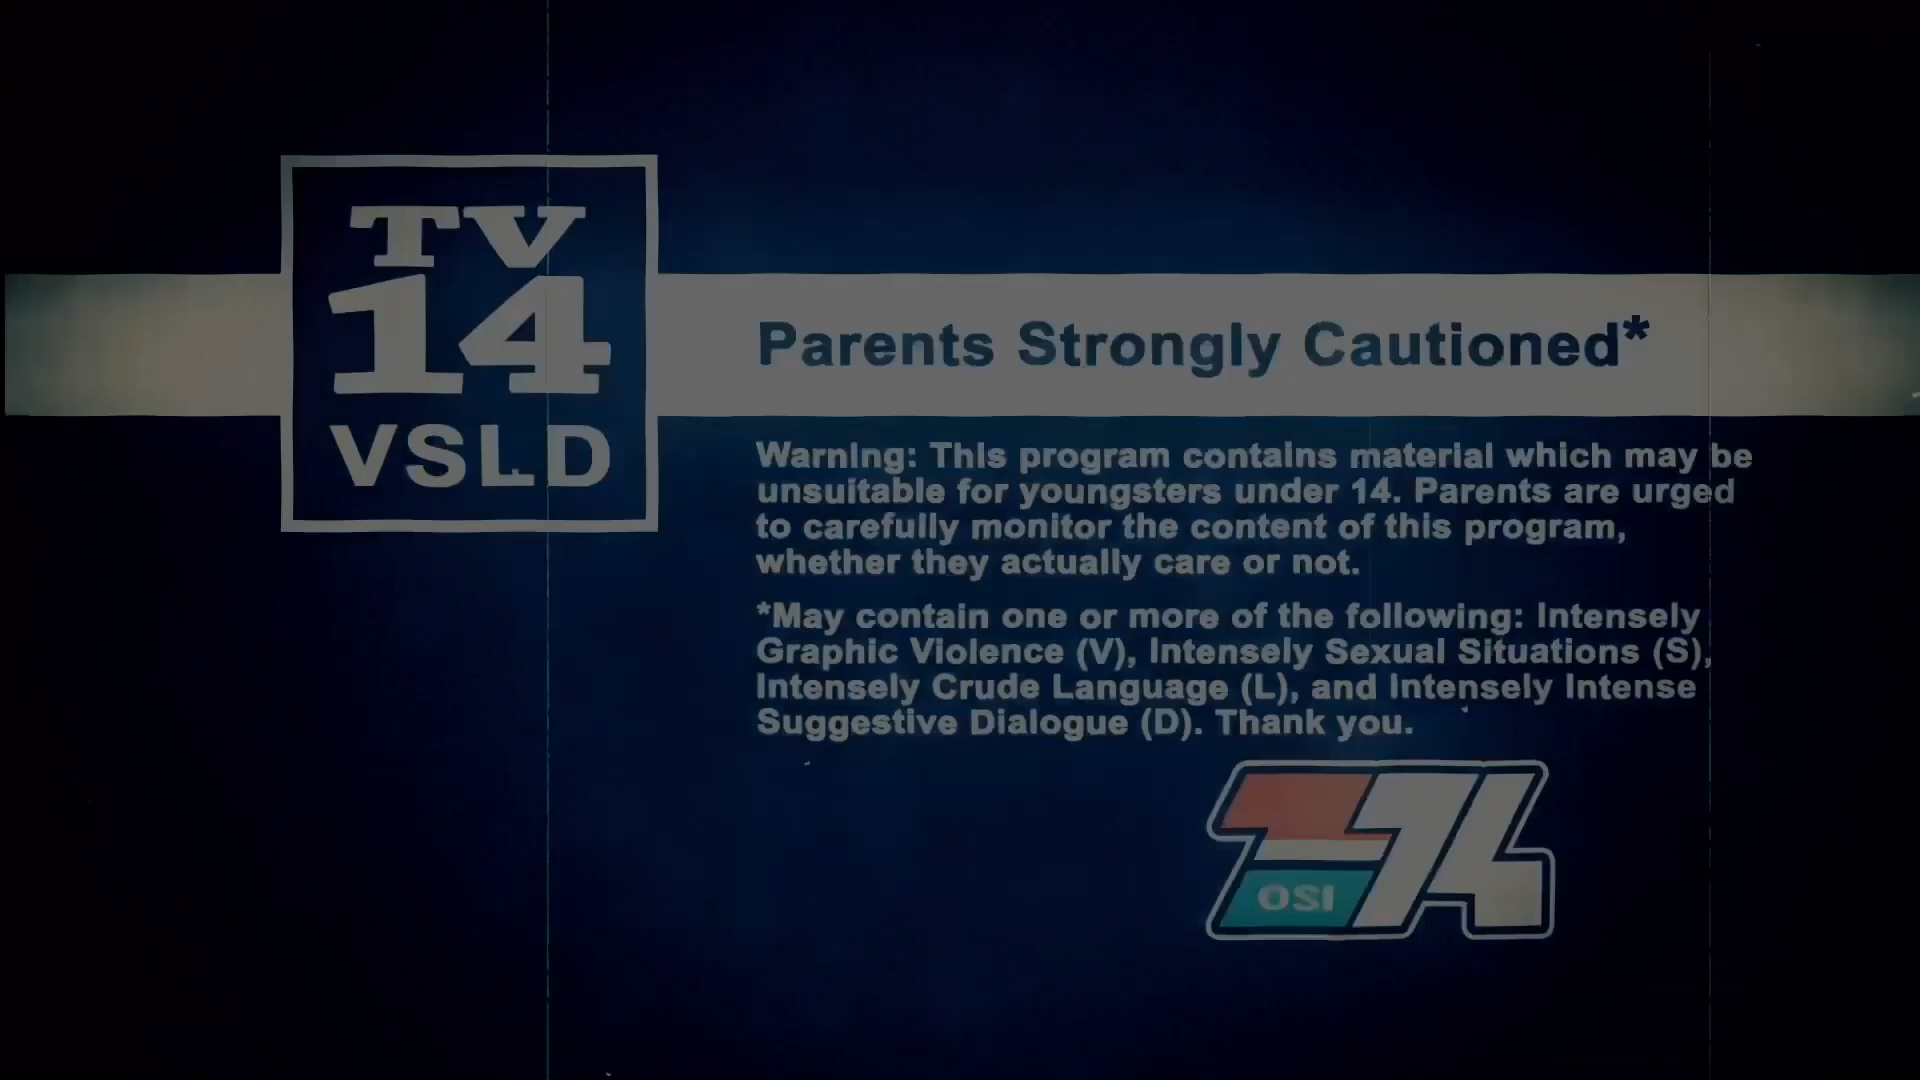 TV
14
VSLD
Parents Strongly Cautioned*
Warning: This program contains material which may be
unsuitable for youngsters under 14. Parents are urged
to carefully monitor the content of this program,
whether they actually care or not.
*May contain one or more of the following: Intensely
Graphic Violence (V), Intensely Sexual Situations (S),
Intensely Crude Language (L), and Intensely Intense
Suggestive Dialogue (D). Thank you.
74
OSI